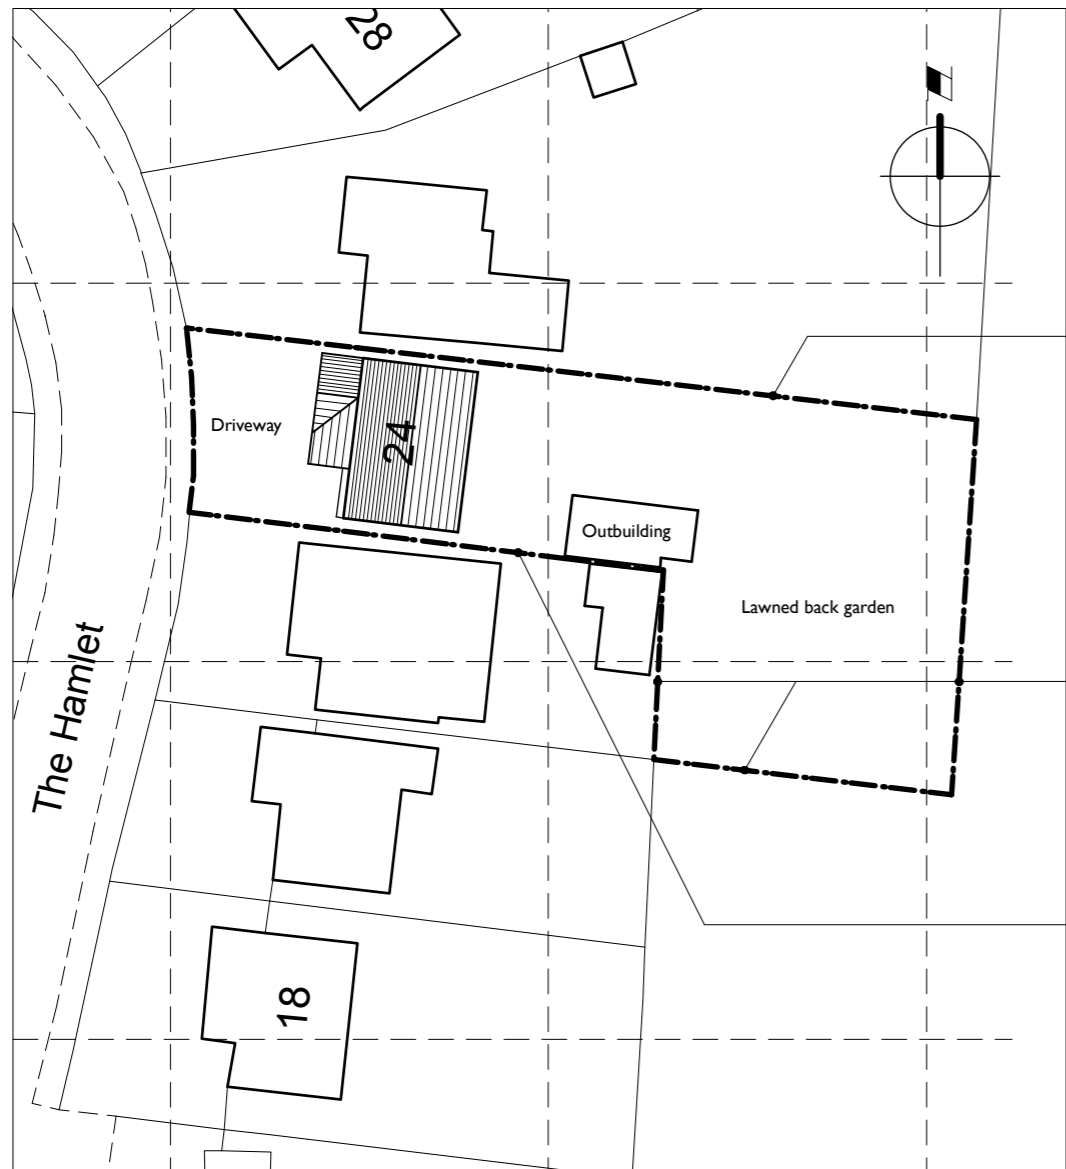 28
Driveway
24
Outbuilding
Lawned back garden
The Hamlet
18